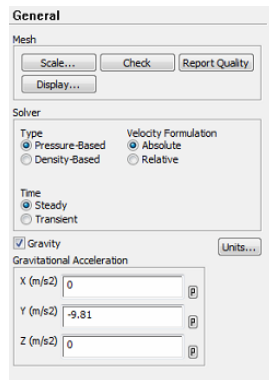 General
Mesh
Scale... Check Report Quality
Display...
Solver
Type Velocity Formulation
Pressure-Based Absolute
Density-Based Relative
Time
Steady
Transient
Gravity Units...
Gravitational Acceleration
X (m/s2) 0 P
Y (m/s2) -9.81 P
Z (m/s2) 0 P